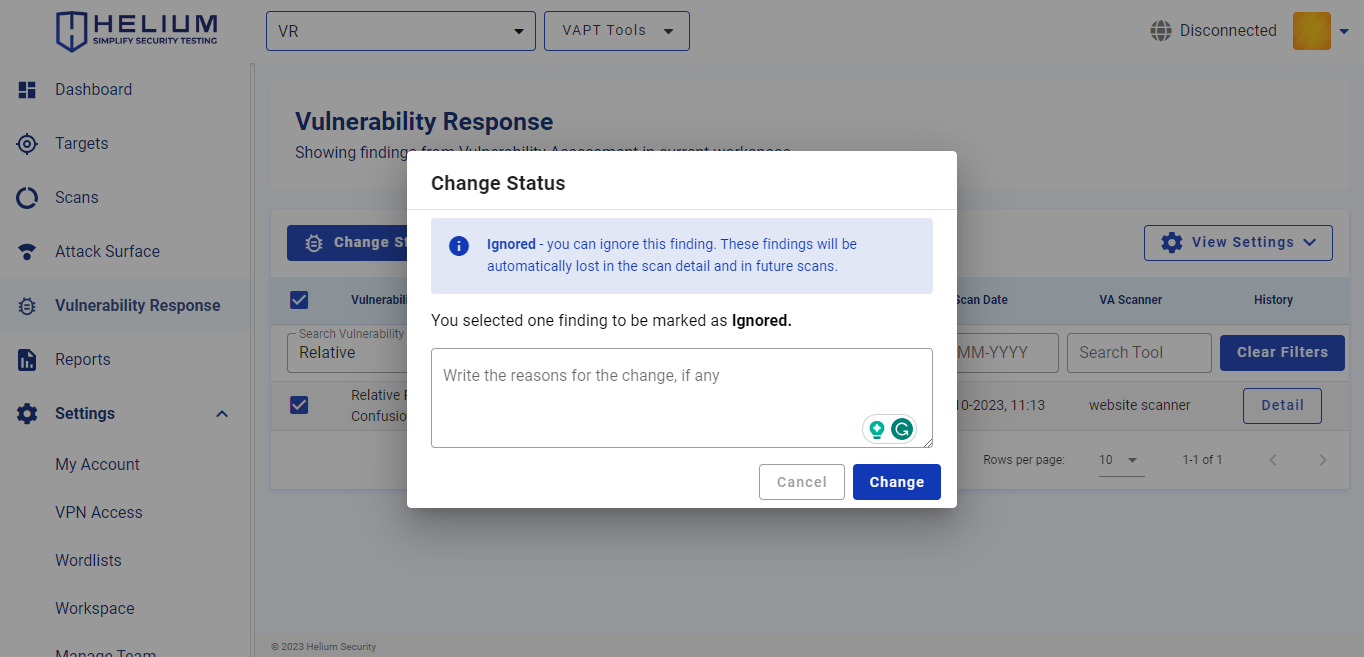 HELIUM
SIMPLIFY SECURITY TESTING
VR
VAPT Tools
Disconnected
Dashboard
Targets
Scans
Attack Surface
Vulnerability Response
Reports
Settings
My Account
VPN Access
Wordlists
Workspace
Manage Team
Vulnerability Response
Showing findings from Vulnerability Assessment in current workspace
Change St
View Settings
Vulnerabili
Scan Date
VA Scanner
History
Search Vulnerability
Relative
MM-YYYY
Search Tool
Clear Filters
Relative
Confusio
10-2023, 11:13
website scanner
Detail
Rows per page:
10
1-1 of 1
Change Status
Ignored - you can ignore this finding. These findings will be
automatically lost in the scan detail and in future scans.
You selected one finding to be marked as Ignored.
Write the reasons for the change, if any
Cancel
Change
© 2023 Helium Security